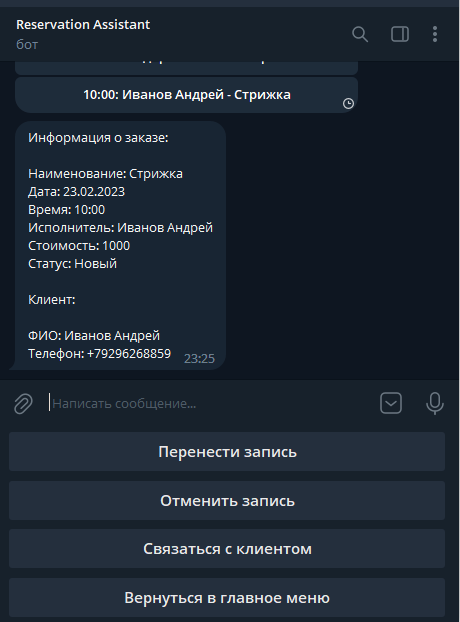 Reservation Assistant
бот
10:00: Иванов Андрей - Стрижка
Информация о заказе:
Наименование: Стрижка
Дата: 23.02.2023
Время: 10:00
Исполнитель: Иванов Андрей
Стоимость: 1000
Статус: Новый
Клиент:
ФИО: Иванов Андрей
Телефон: +79296268859
23:25
Написать сообщение...
Перенести запись
Отменить запись
Связаться с клиентом
Вернуться в главное меню